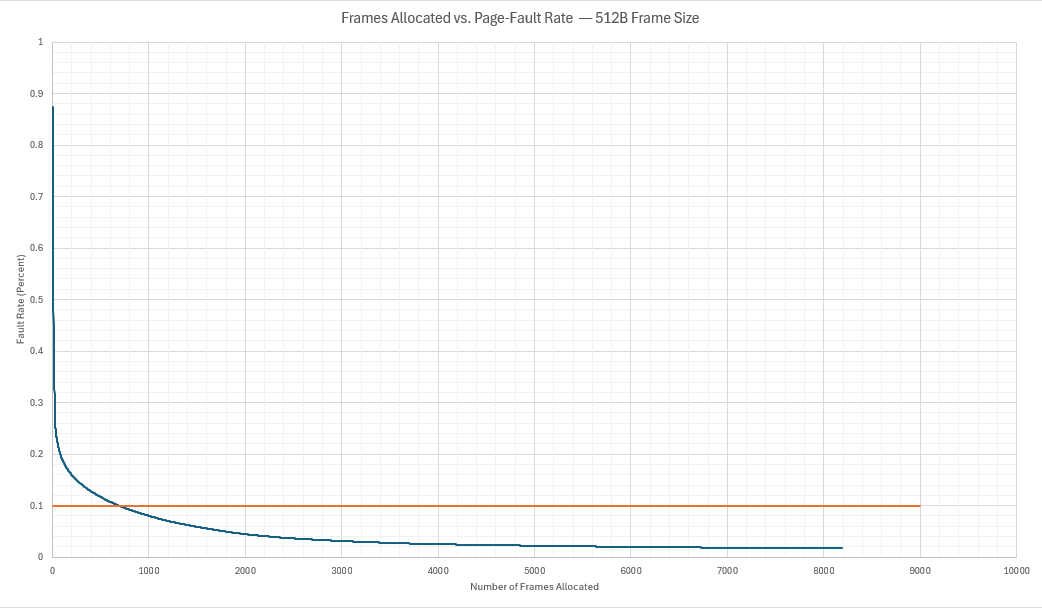 Frames Allocated vs. Page-Fault Rate — 512B Frame Size
1
0.9
0.8
0.7
0.6
0.5
0.4
0.3
0.2
0.1
0
Fault Rate (Percent)
0 1000 2000 3000 4000 5000 6000 7000 8000 9000 10000
Number of Frames Allocated